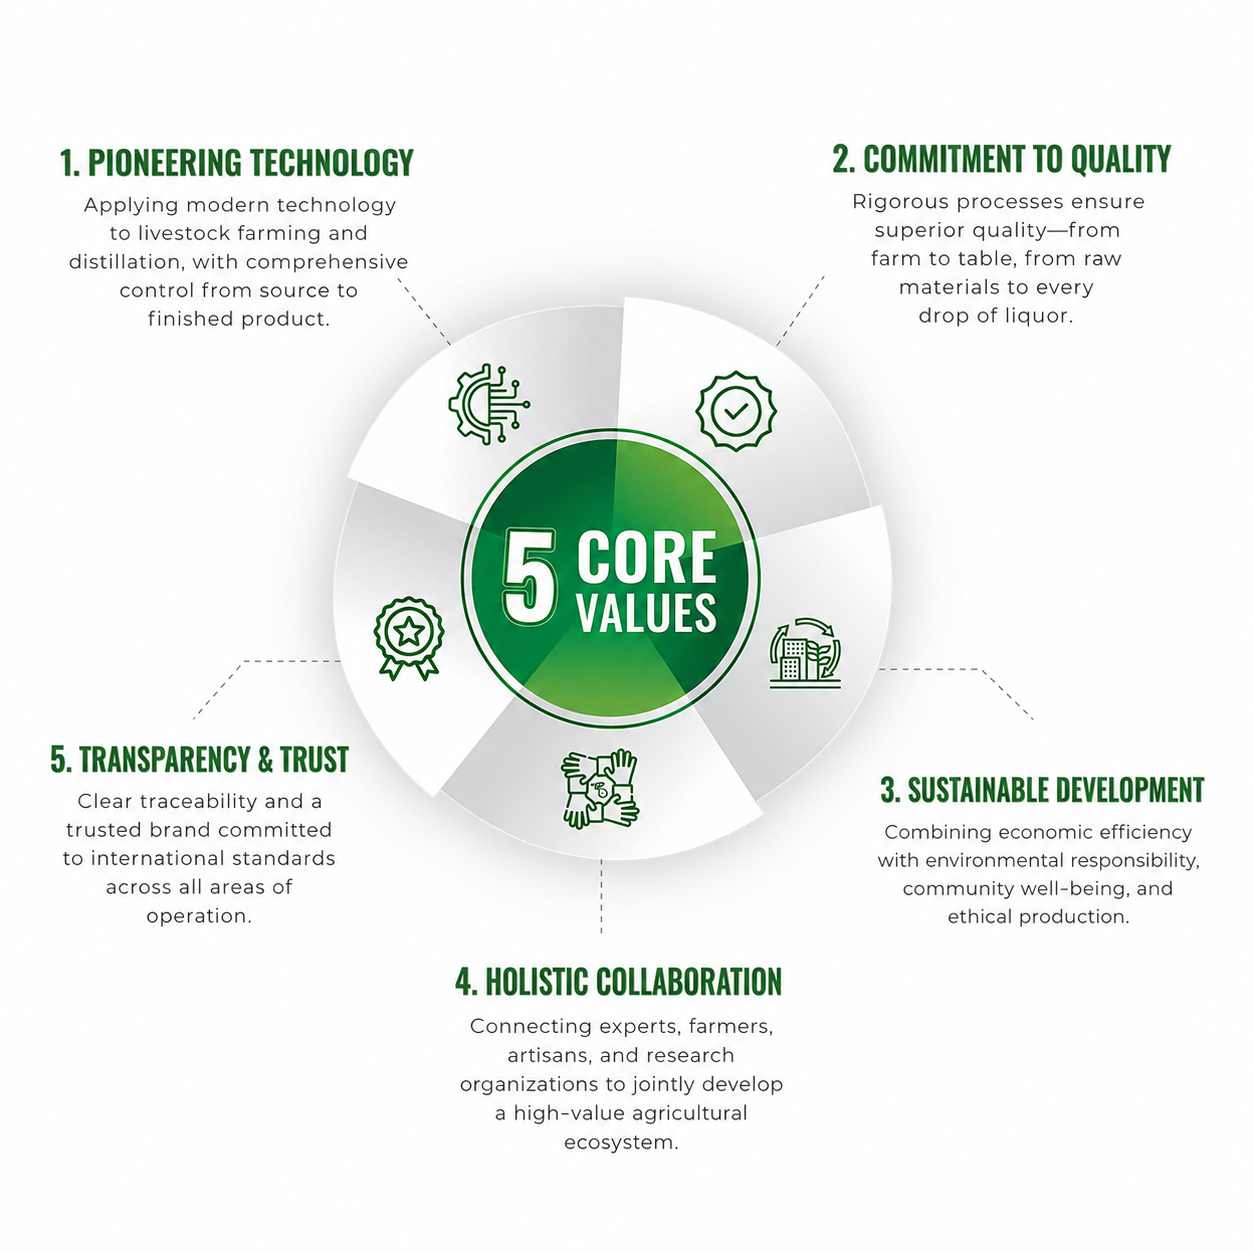 1. PIONEERING TECHNOLOGY
Applying modern technology
to livestock farming and
distillation, with comprehensive
control from source to
finished product.
2. COMMITMENT TO QUALITY
Rigorous processes ensure
superior quality—from
farm to table, from raw
materials to every
drop of liquor.
5 CORE
VALUES
5. TRANSPARENCY & TRUST
Clear traceability and a
trusted brand committed
to international standards
across all areas of
operation.
3. SUSTAINABLE DEVELOPMENT
Combining economic efficiency
with environmental responsibility,
community well-being, and
ethical production.
4. HOLISTIC COLLABORATION
Connecting experts, farmers,
artisans, and research
organizations to jointly develop
a high-value agricultural
ecosystem.